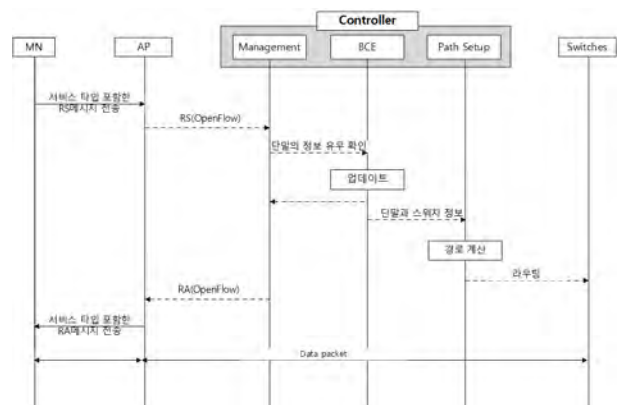 Controller
MN
AP
Management
BCE
Path Setup
Switches
서비스 타입 포함한
RS메시지 전송
RS(OpenFlow)
단말의 정보 유무 확인
업데이트
단말과 스위치 정보
경로 계산
라우팅
RA(OpenFlow)
서비스 타입 포함한
RA메시지 전송
Data packet